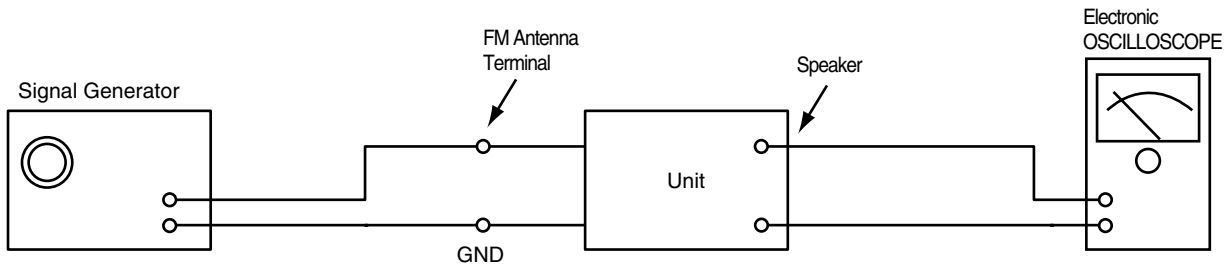 Electronic
OSCILLOSCOPE
FM Antenna
Terminal
Speaker
Signal Generator
Unit
GND